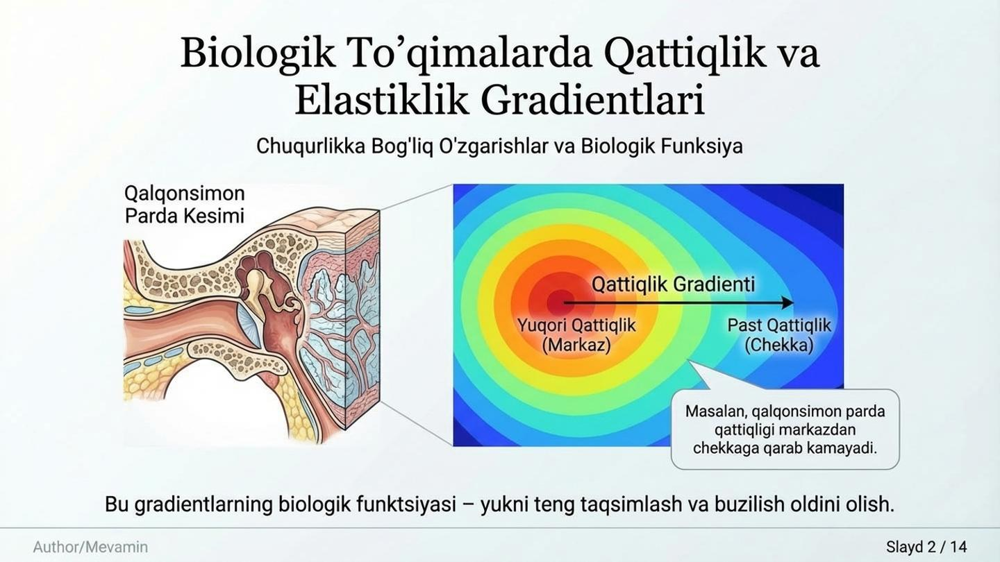 Biologik To’qimalarda Qattiqlik va
Elastiklik Gradientlari
Chuqurlikka Bog'liq O'zgarishlar va Biologik Funksiya
Qalqonsimon
Parda Kesimi
Qattiqlik Gradienti
Yuqori Qattiqlik
(Markaz)
Past Qattiqlik
(Chekka)
Masalan, qalqonsimon parda
qattiqligi markazdan
chekkaga qarab kamayadi.
Bu gradientlarning biologik funktsiyasi – yukni teng taqsimlash va buzilish oldini olish.
Author/Mevamin
Slayd 2 / 14